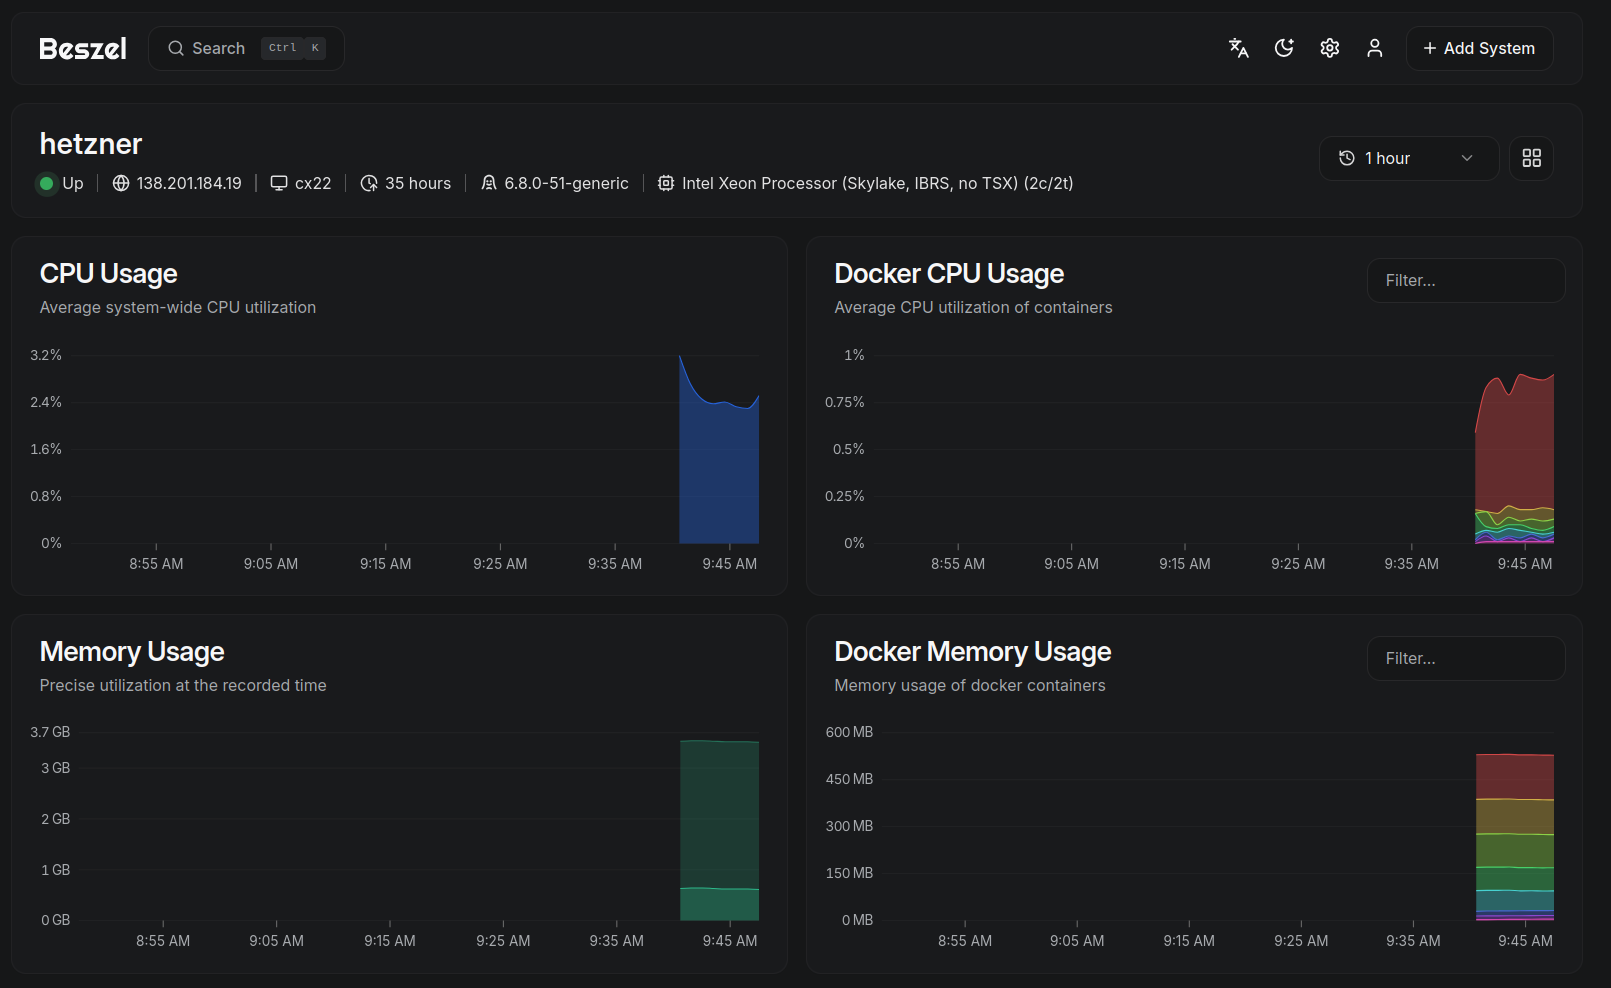 Beszel Search Ctrl K Add System
hetzner
Up 138.201.184.19 cx22 35 hours 6.8.0-51-generic Intel Xeon Processor (Skylake, IBRS, no TSX) (2c/2t)
1 hour
CPU Usage
Average system-wide CPU utilization
3.2%
2.4%
1.6%
0.8%
0%
8:55 AM 9:05 AM 9:15 AM 9:25 AM 9:35 AM 9:45 AM
Docker CPU Usage
Average CPU utilization of containers
Filter...
1%
0.75%
0.5%
0.25%
0%
8:55 AM 9:05 AM 9:15 AM 9:25 AM 9:35 AM 9:45 AM
Memory Usage
Precise utilization at the recorded time
3.7 GB
3 GB
2 GB
1 GB
0 GB
8:55 AM 9:05 AM 9:15 AM 9:25 AM 9:35 AM 9:45 AM
Docker Memory Usage
Memory usage of docker containers
Filter...
600 MB
450 MB
300 MB
150 MB
0 MB
8:55 AM 9:05 AM 9:15 AM 9:25 AM 9:35 AM 9:45 AM